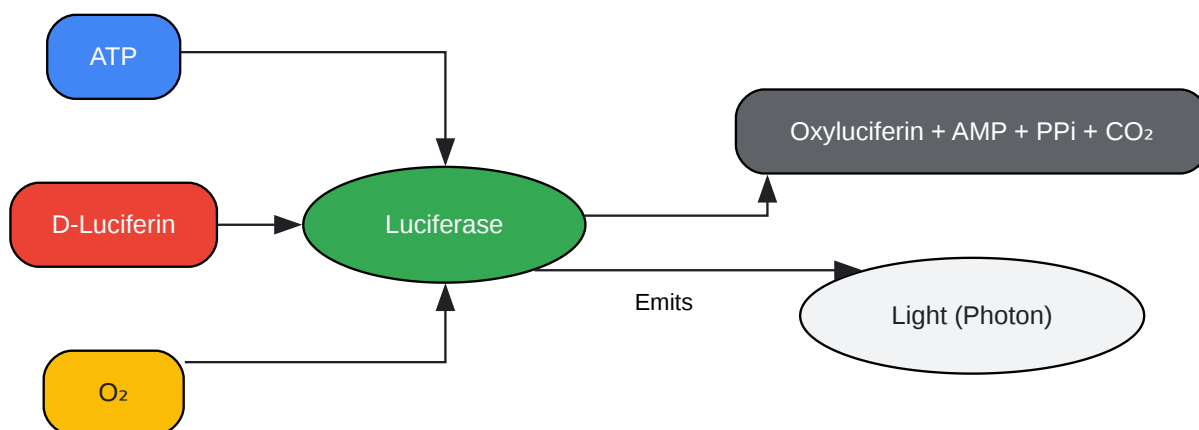 ATP
D-Luciferin
O₂
Luciferase
Oxyluciferin + AMP + PPi + CO₂
Emits
Light (Photon)